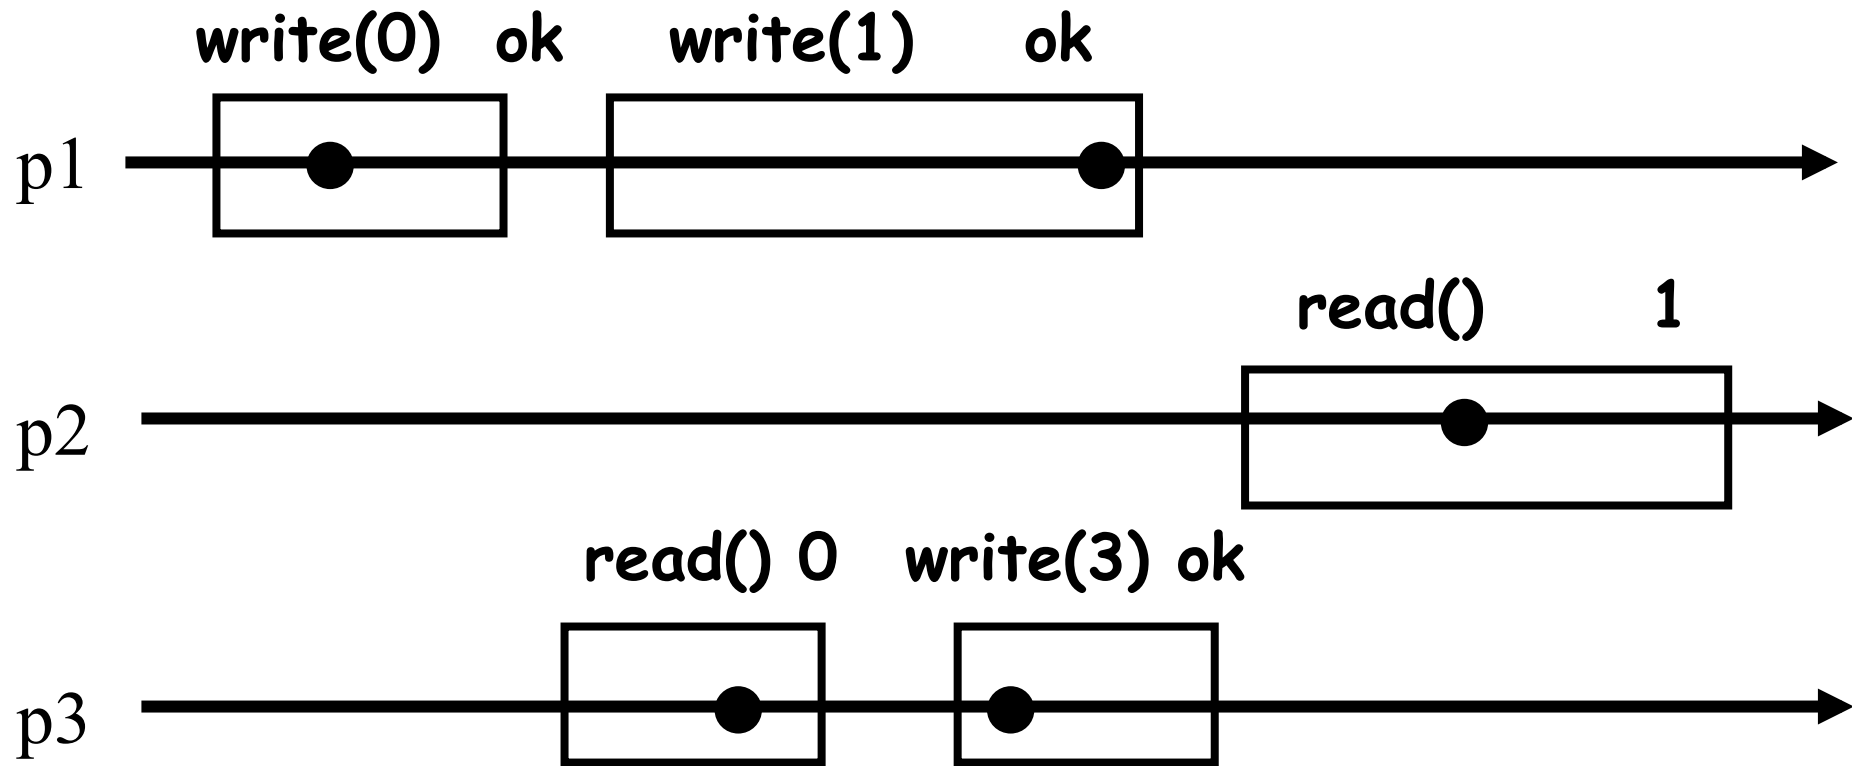 write(0) ok write(1) ok
p1
read() 1
p2
read() 0 write(3) ok
p3